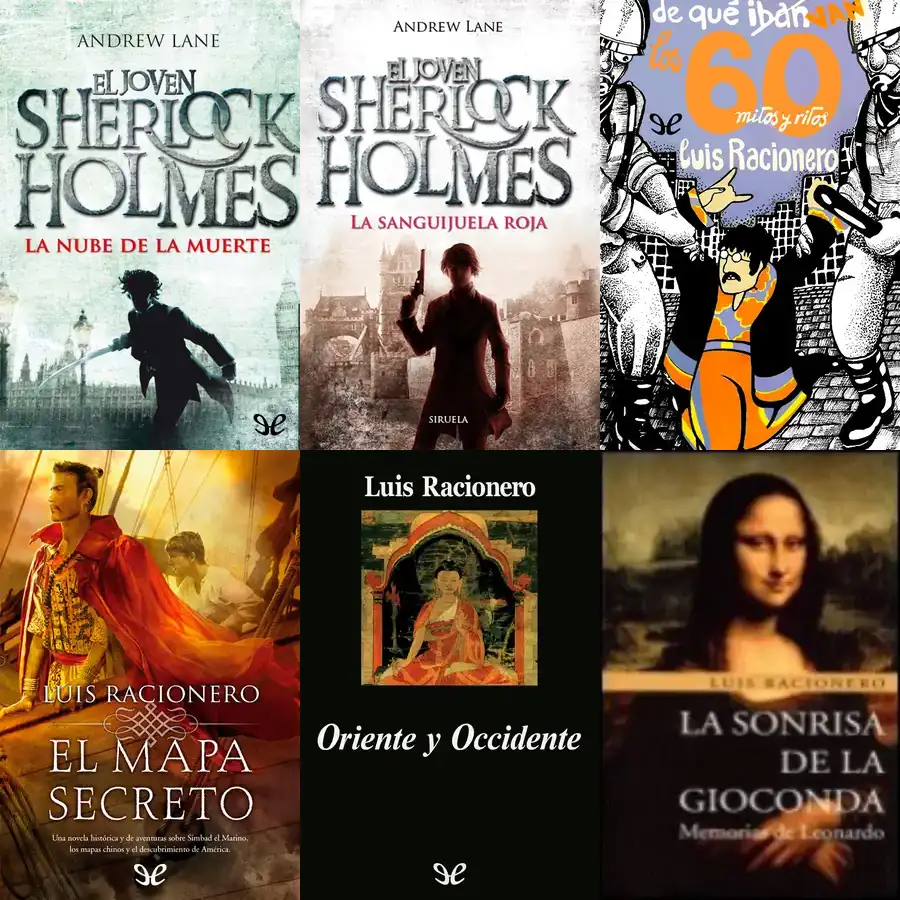 ANDREW LANE
EL JOVEN
SHERLOCK
HOLMES
LA NUBE DE LA MUERTE
ANDREW LANE
EL JOVEN
SHERLOCK
HOLMES
LA SANGUIJUELA ROJA
SIRUELA
de qué iban VAN
los 60
mitos y ritos
Luis Racionero
LUIS RACIONERO
EL MAPA
SECRETO
Una novela histórica y de aventuras sobre Simbad el Marino,
los mapas chinos y el descubrimiento de América.
Luis Racionero
Oriente y Occidente
LUIS RACIONERO
LA SONRISA
DE LA
GIOCONDA
Memorias de Leonardo